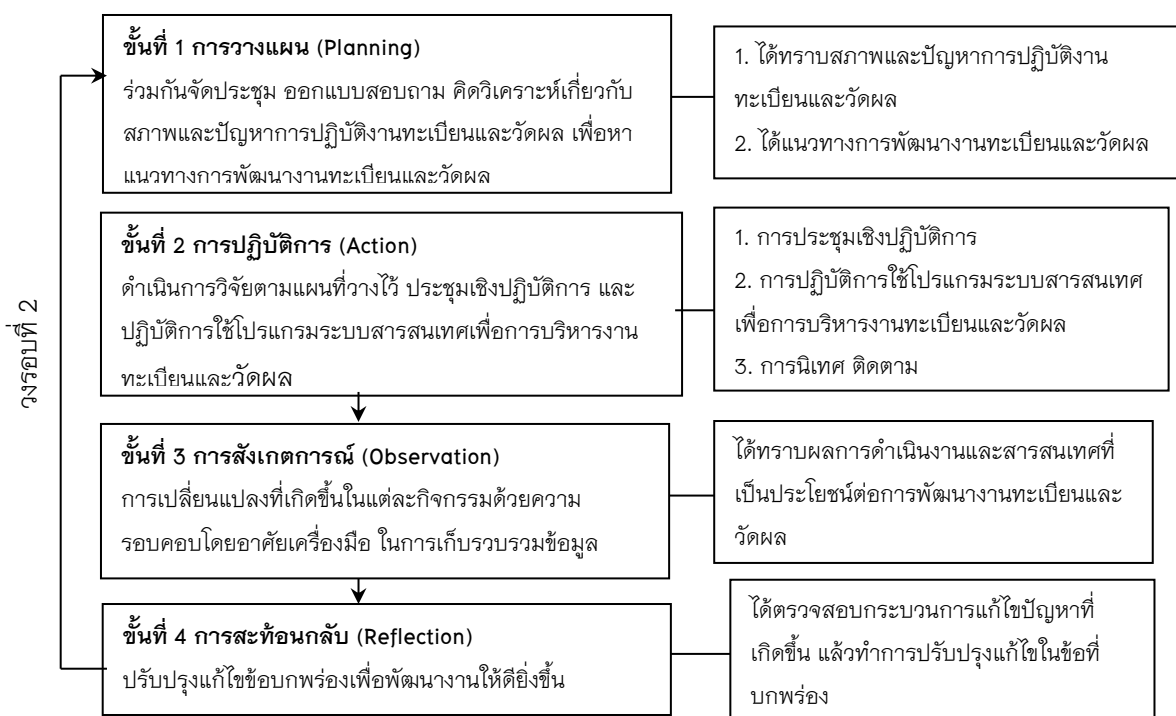 ขั้นที่ 1 การวางแผน (Planning)
ร่วมกันจัดประชุม ออกแบบสอบถาม คิดวิเคราะห์เกี่ยวกับ
สภาพและปัญหาการปฏิบัติงานทะเบียนและวัดผล เพื่อหา
แนวทางการพัฒนางานทะเบียนและวัดผล
1. ได้ทราบสภาพและปัญหาการปฏิบัติงาน
ทะเบียนและวัดผล
2. ได้แนวทางการพัฒนางานทะเบียนและวัดผล
ขั้นที่ 2 การปฏิบัติการ (Action)
ดำเนินการวิจัยตามแผนที่วางไว้ ประชุมเชิงปฏิบัติการ และ
ปฏิบัติการใช้โปรแกรมระบบสารสนเทศเพื่อการบริหารงาน
ทะเบียนและวัดผล
1. การประชุมเชิงปฏิบัติการ
2. การปฏิบัติการใช้โปรแกรมระบบสารสนเทศ
เพื่อการบริหารงานทะเบียนและวัดผล
3. การนิเทศ ติดตาม
วงรอบที่ 2
ขั้นที่ 3 การสังเกตการณ์ (Observation)
การเปลี่ยนแปลงที่เกิดขึ้นในแต่ละกิจกรรมด้วยความ
รอบคอบโดยอาศัยเครื่องมือ ในการเก็บรวบรวมข้อมูล
ได้ทราบผลการดำเนินงานและสารสนเทศที่
เป็นประโยชน์ต่อการพัฒนางานทะเบียนและ
วัดผล
ขั้นที่ 4 การสะท้อนกลับ (Reflection)
ปรับปรุงแก้ไขข้อบกพร่องเพื่อพัฒนางานให้ดียิ่งขึ้น
ได้ตรวจสอบกระบวนการแก้ไขปัญหาที่
เกิดขึ้น แล้วทำการปรับปรุงแก้ไขในข้อที่
บกพร่อง